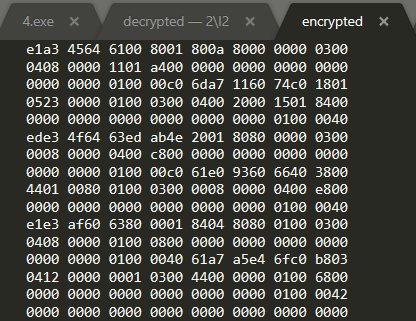 4.exe × decrypted — 2\l2 × encrypted ×
e1a3 4564 6100 8001 800a 8000 0000 0300
0408 0000 1101 a400 0000 0000 0000 0000
0000 0000 0100 00c0 6da7 1160 74c0 1801
0523 0000 0100 0300 0400 2000 1501 8400
0000 0000 0000 0000 0000 0000 0100 0040
ede3 4f64 63ed ab4e 2001 8080 0000 0300
0008 0000 0400 c800 0000 0000 0000 0000
0000 0000 0100 00c0 61e0 9360 6640 3800
4401 0080 0100 0300 0008 0000 0400 e800
0000 0000 0000 0000 0000 0000 0100 0040
e1e3 af60 6380 0001 8404 8080 0100 0300
0408 0000 0100 0800 0000 0000 0000 0000
0000 0000 0100 0040 61a7 a5e4 6fc0 b803
0412 0000 0001 0300 4400 0000 0100 6800
0000 0000 0000 0000 0000 0000 0100 0042
0000 0000 0000 0000 0000 0000 0000 0000